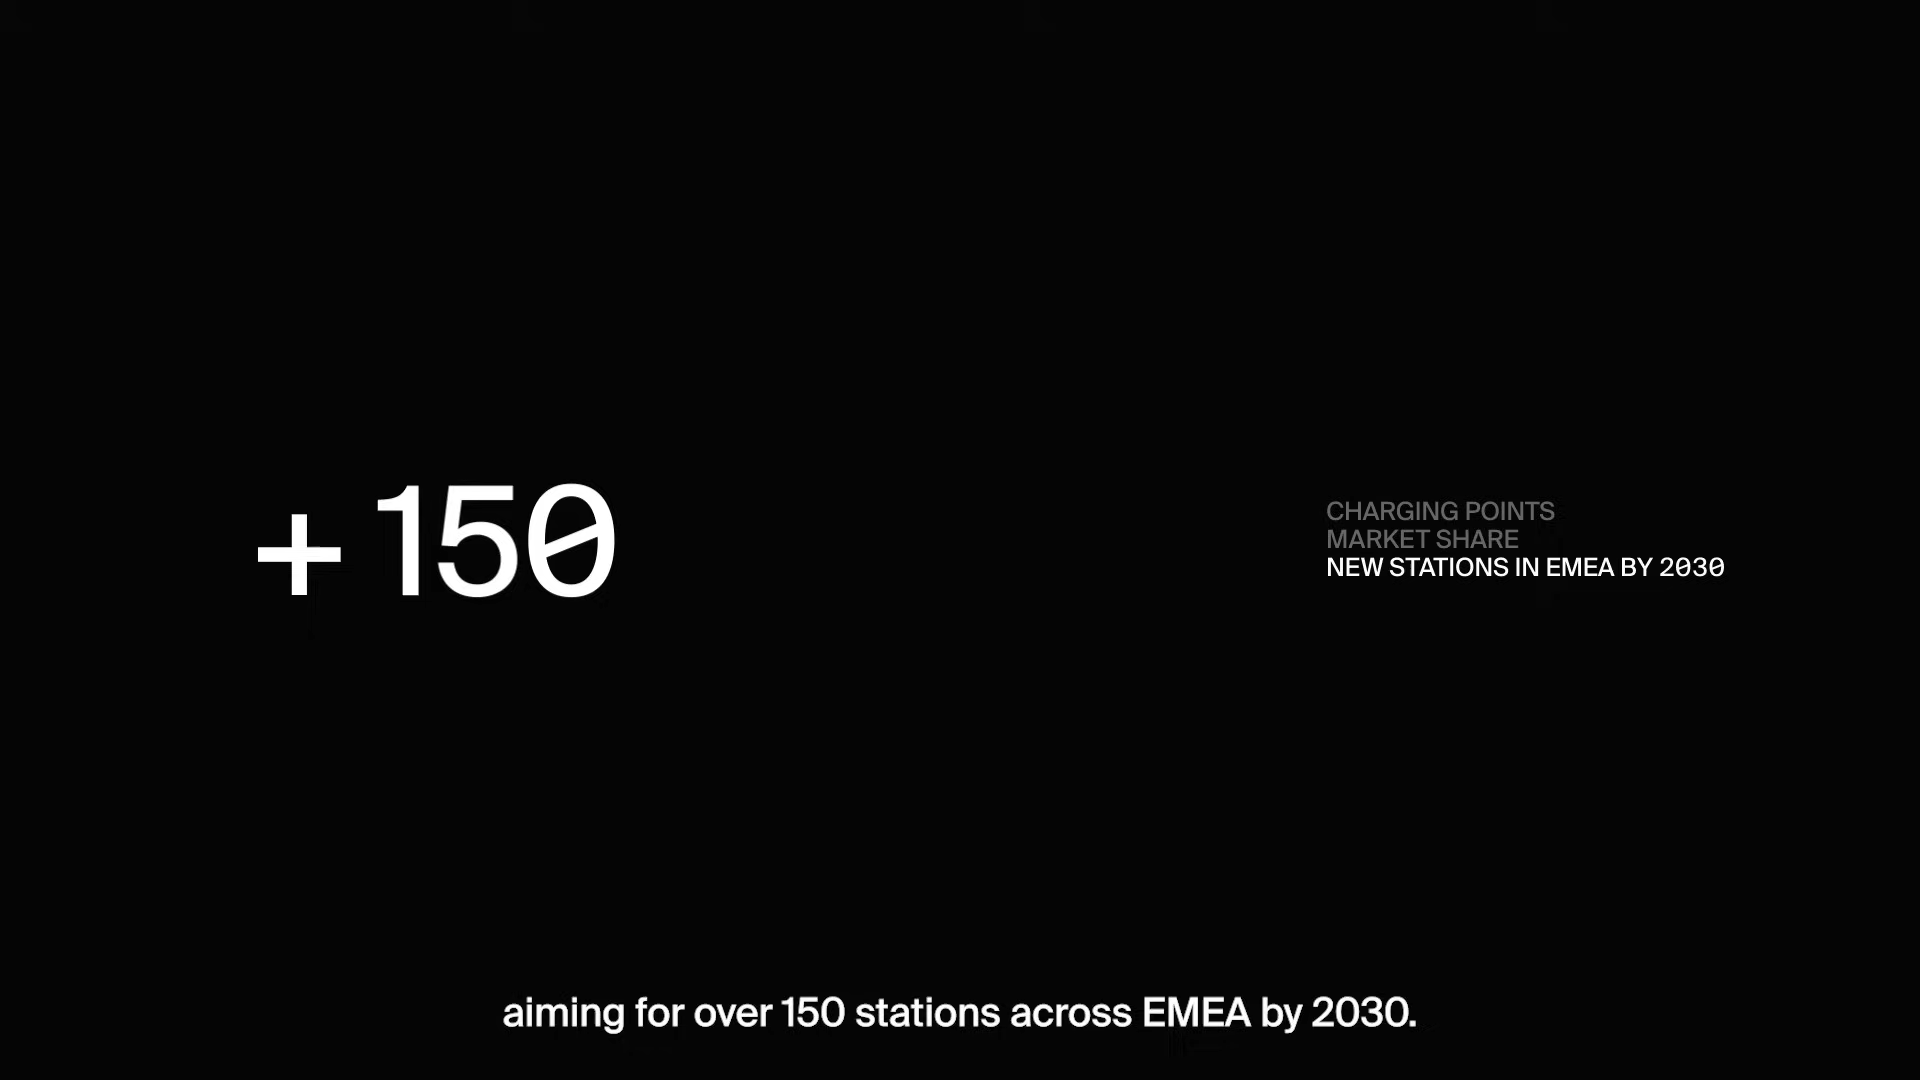 + 150
CHARGING POINTS
MARKET SHARE
NEW STATIONS IN EMEA BY 2030
aiming for over 150 stations across EMEA by 2030.